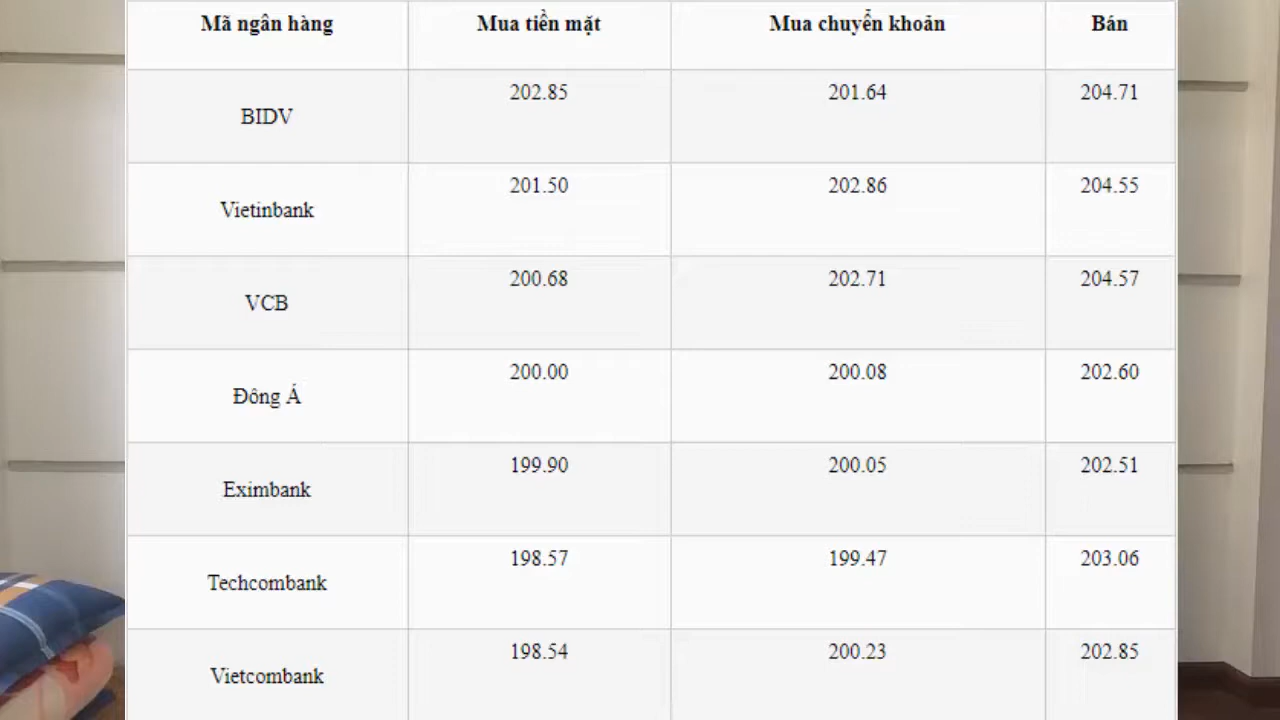 Mã ngân hàng Mua tiền mặt Mua chuyển khoản Bán
BIDV 202.85 201.64 204.71
Vietinbank 201.50 202.86 204.55
VCB 200.68 202.71 204.57
Đông Á 200.00 200.08 202.60
Eximbank 199.90 200.05 202.51
Techcombank 198.57 199.47 203.06
Vietcombank 198.54 200.23 202.85